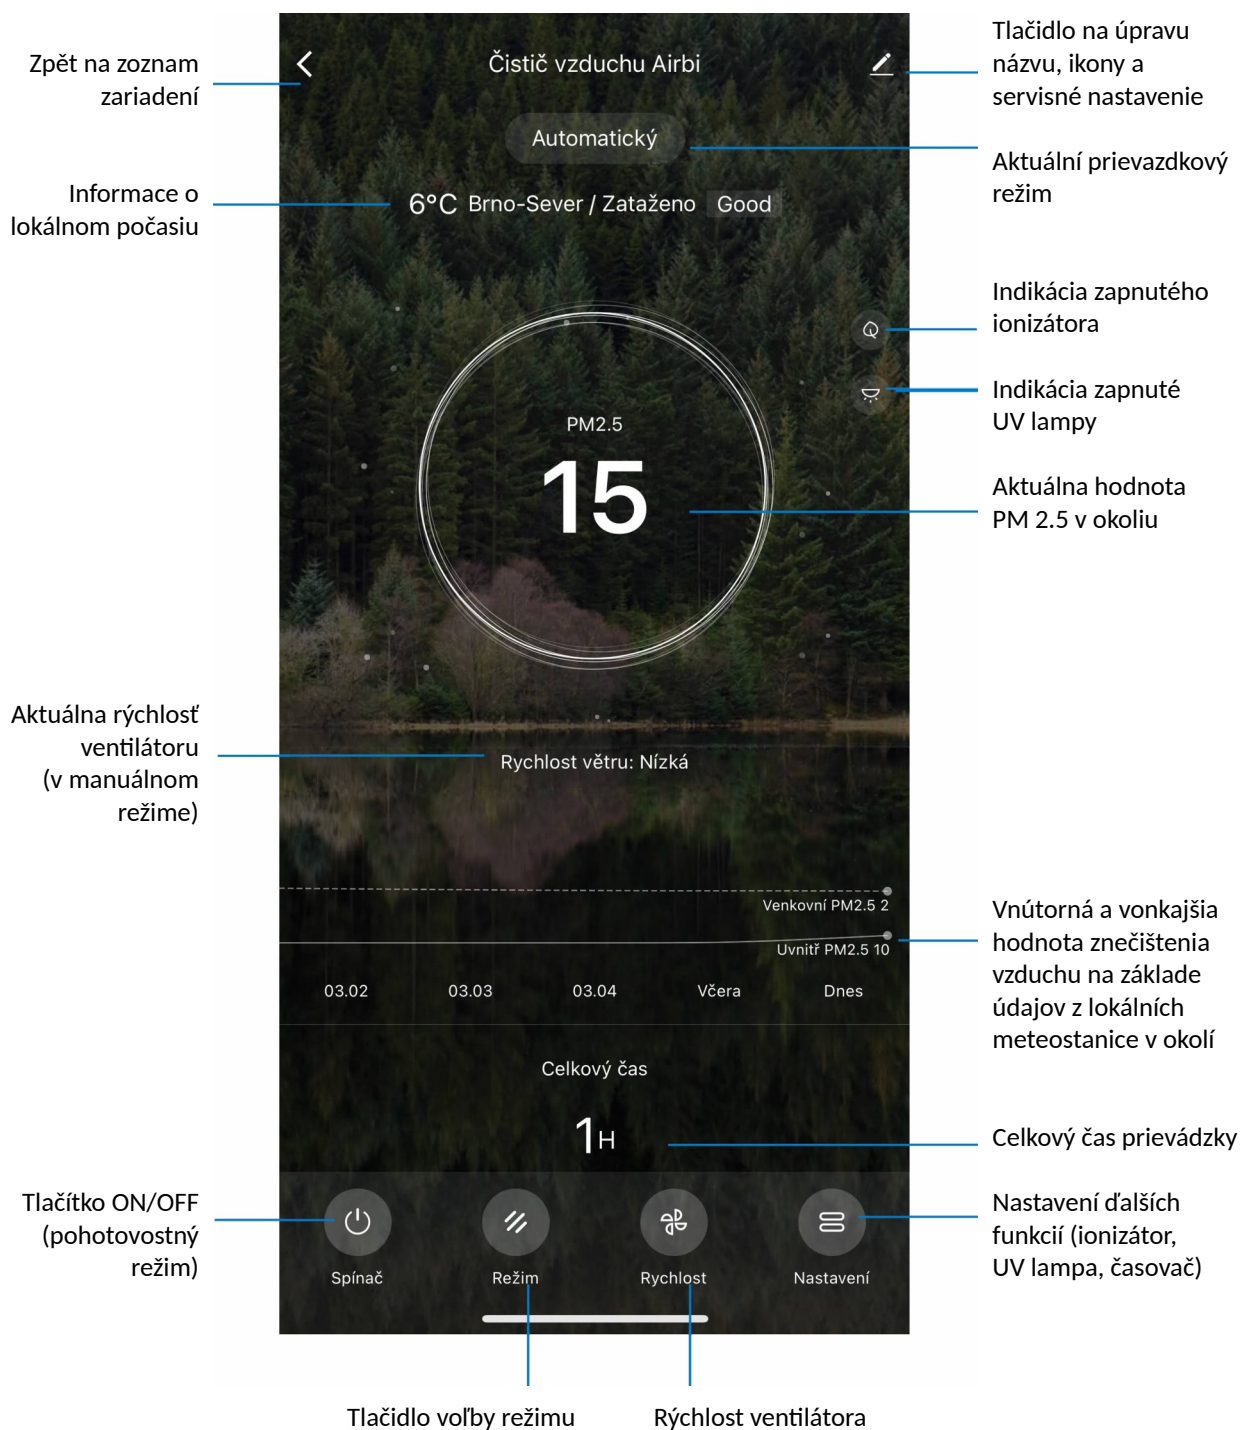 Zpět na zoznam
zariadení
Informace o
lokálnom počasiu
Aktuálna rýchlosť
ventilátoru
(v manuálnom
režime)
Tlačítko ON/OFF
(pohotovostný
režim)
Čistič vzduchu Airbi
Automatický
6°C Brno-Sever / Zataženo Good
PM2.5
15
Rychlost větru: Nízká
Venkovní PM2.5 2
Uvnitř PM2.5 10
03.02 03.03 03.04 Včera Dnes
Celkový čas
1 H
Spínač Režim Rychlost Nastavení
Tlačidlo na úpravu
názvu, ikony a
servisné nastavenie
Aktuální prievazdkový
režim
Indikácia zapnutého
ionizátora
Indikácia zapnuté
UV lampy
Aktuálna hodnota
PM 2.5 v okoliu
Vnútorná a vonkajšia
hodnota znečištenia
vzduchu na základe
údajov z lokálních
meteostanice v okolí
Celkový čas prievádzky
Nastavení ďalších
funkcií (ionizátor,
UV lampa, časovač)
Tlačidlo voľby režimu
Rýchlost ventilátora